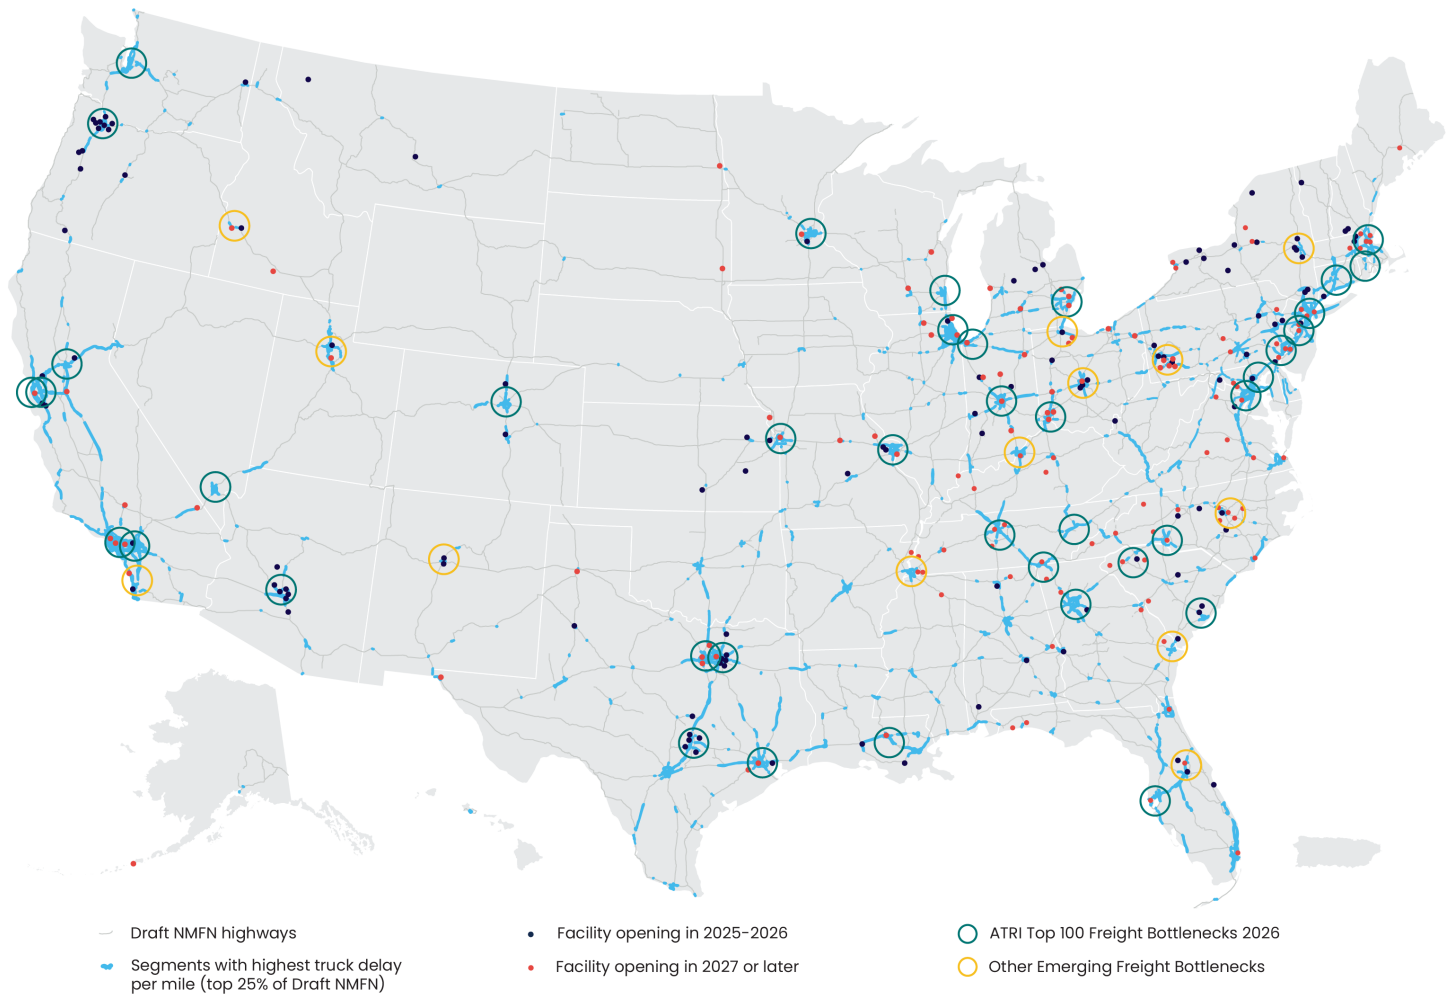 Draft NMFN highways
Segments with highest truck delay
per mile (top 25% of Draft NMFN)
Facility opening in 2025-2026
Facility opening in 2027 or later
ATRI Top 100 Freight Bottlenecks 2026
Other Emerging Freight Bottlenecks